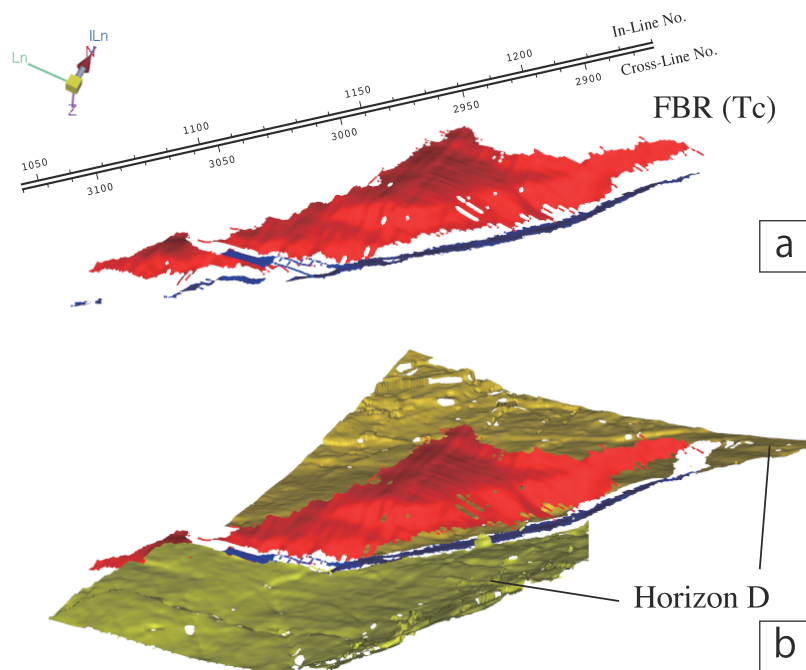 ILn
Ln
N
Z
In-Line No.
1050
1100
1150
1200
Cross-Line No.
3100
3050
3000
2950
2900
FBR (Tc)
a
Horizon D
b